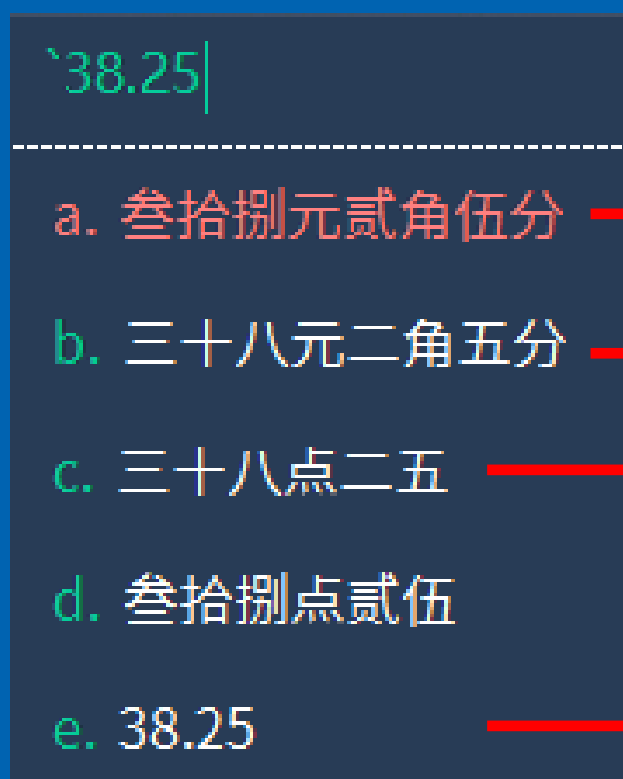 `38.25
a. 叁拾捌元贰角伍分
b. 三十八元二角五分
c. 三十八点二五
d. 叁拾捌点贰伍
e. 38.25